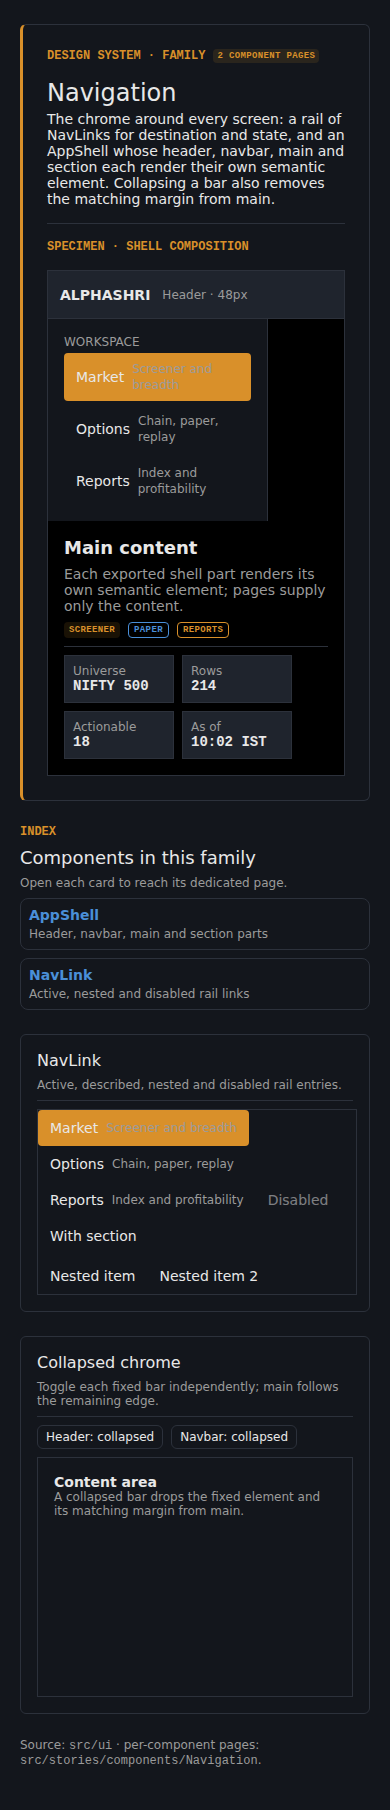 DESIGN SYSTEM · FAMILY 2 COMPONENT PAGES
Navigation
The chrome around every screen: a rail of
NavLinks for destination and state, and an
AppShell whose header, navbar, main and
section each render their own semantic
element. Collapsing a bar also removes
the matching margin from main.
SPECIMEN · SHELL COMPOSITION
ALPHASHRI Header · 48px
WORKSPACE
Market Screener and
breadth
Options Chain, paper,
replay
Reports Index and
profitability
Main content
Each exported shell part renders its
own semantic element; pages supply
only the content.
SCREENER PAPER REPORTS
Universe Rows
NIFTY 500 214
Actionable As of
18 10:02 IST
INDEX
Components in this family
Open each card to reach its dedicated page.
AppShell
Header, navbar, main and section parts
NavLink
Active, nested and disabled rail links
NavLink
Active, described, nested and disabled rail entries.
Market Screener and breadth
Options Chain, paper, replay
Reports Index and profitability Disabled
With section
Nested item Nested item 2
Collapsed chrome
Toggle each fixed bar independently; main follows
the remaining edge.
Header: collapsed Navbar: collapsed
Content area
A collapsed bar drops the fixed element and
its matching margin from main.
Source: src/ui · per-component pages:
src/stories/components/Navigation.